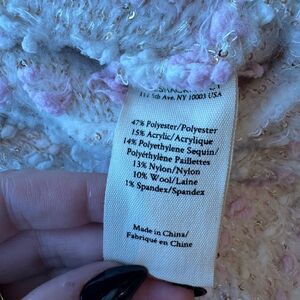 111 5th Ave. NY 10003 USA
47% Polyester/Polyester
15% Acrylic/Acrylique
14% Polyethylene Sequin/
Polyéthylène Paillettes
13% Nylon/Nylon
10% Wool/Laine
1% Spandex/Spandex
Made in China/
Fabriqué en Chine